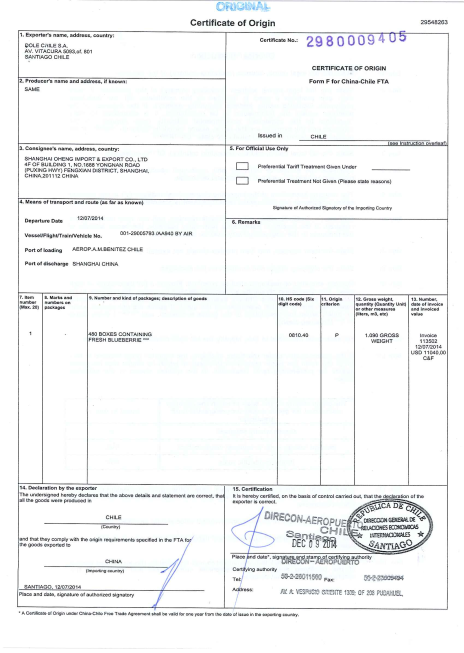 ORIGINAL
Certificate of Origin
29548263
1. Exporter's name, address, country:
DOLE CHILE S.A.
AV. VITACURA 5093,of. 801
SANTIAGO CHILE
Certificate No.: 2980009405
CERTIFICATE OF ORIGIN
Form F for China-Chile FTA
2. Producer's name and address, if known:
SAME
Issued in CHILE
(see Instruction overleaf)
3. Consignee's name, address, country:
SHANGHAI OHENG IMPORT & EXPORT CO., LTD
4F OF BUILDING 1, NO.1688 YONGNAN ROAD
(PUXING HWY) FENGXIAN DISTRICT, SHANGHAI,
CHINA,201112 CHINA
5. For Official Use Only
Preferential Tariff Treatment Given Under
Preferential Treatment Not Given (Please state reasons)
Signature of Authorized Signatory of the Importing Country
4. Means of transport and route (as far as known)
Departure Date 12/07/2014
Vessel/Flight/Train/Vehicle No. 001-29005793 /AA940 BY AIR
Port of loading AEROP.A.M.BENITEZ CHILE
Port of discharge SHANGHAI CHINA
6. Remarks
7. Item number (Max. 20)
8. Marks and numbers on packages
9. Number and kind of packages; description of goods
10. HS code (Six digit code)
11. Origin criterion
12. Gross weight, quantity (Quantity Unit) or other measures (liters, m3, etc)
13. Number, date of invoice and invoiced value
1
.
480 BOXES CONTAINING
FRESH BLUEBERRIE ***
0810.40
P
1.090 GROSS
WEIGHT
Invoice
113502
12/07/2014
USD 11040,00
C&F
14. Declaration by the exporter
The undersigned hereby declares that the above details and statement are correct, that
all the goods were produced in
CHILE
(Country)
and that they comply with the origin requirements specified in the FTA for
the goods exported to
CHINA
(Importing country)
SANTIAGO, 12/07/2014
Place and date, signature of authorized signatory
15. Certification
It is hereby certified, on the basis of control carried out, that the declaration of the
exporter is correct.
DIRECON-AEROPUERTO
CHILE
Santiago
DEC 09 2014
REPUBLICA DE CHILE
DIRECCION GENERAL DE
RELACIONES ECONOMICAS
INTERNACIONALES
SANTIAGO
Place and date*, signature and stamp of certifying authority
DIRECON-AEROPUERTO
Certifying authority
Tel: 56-2-26011560 Fax: 56-2-23809494
Address:
* A Certificate of Origin under China-Chile Free Trade Agreement shall be valid for one year from the date of issue in the exporting country.